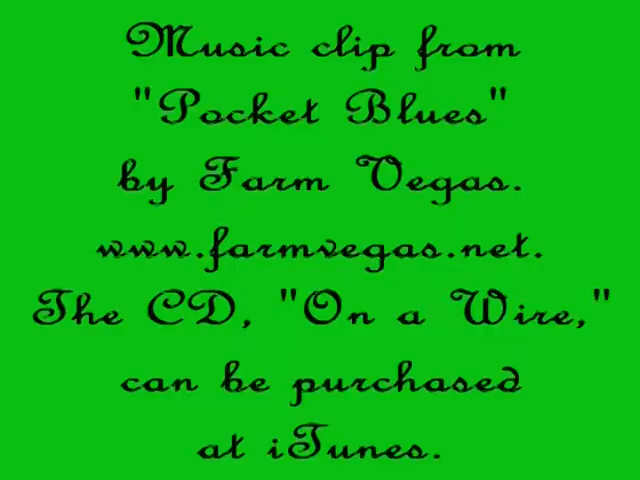 Music clip from
"Pocket Blues"
by Farm Vegas.
www.farmvegas.net.
The CD, "On a Wire,"
can be purchased
at iTunes.